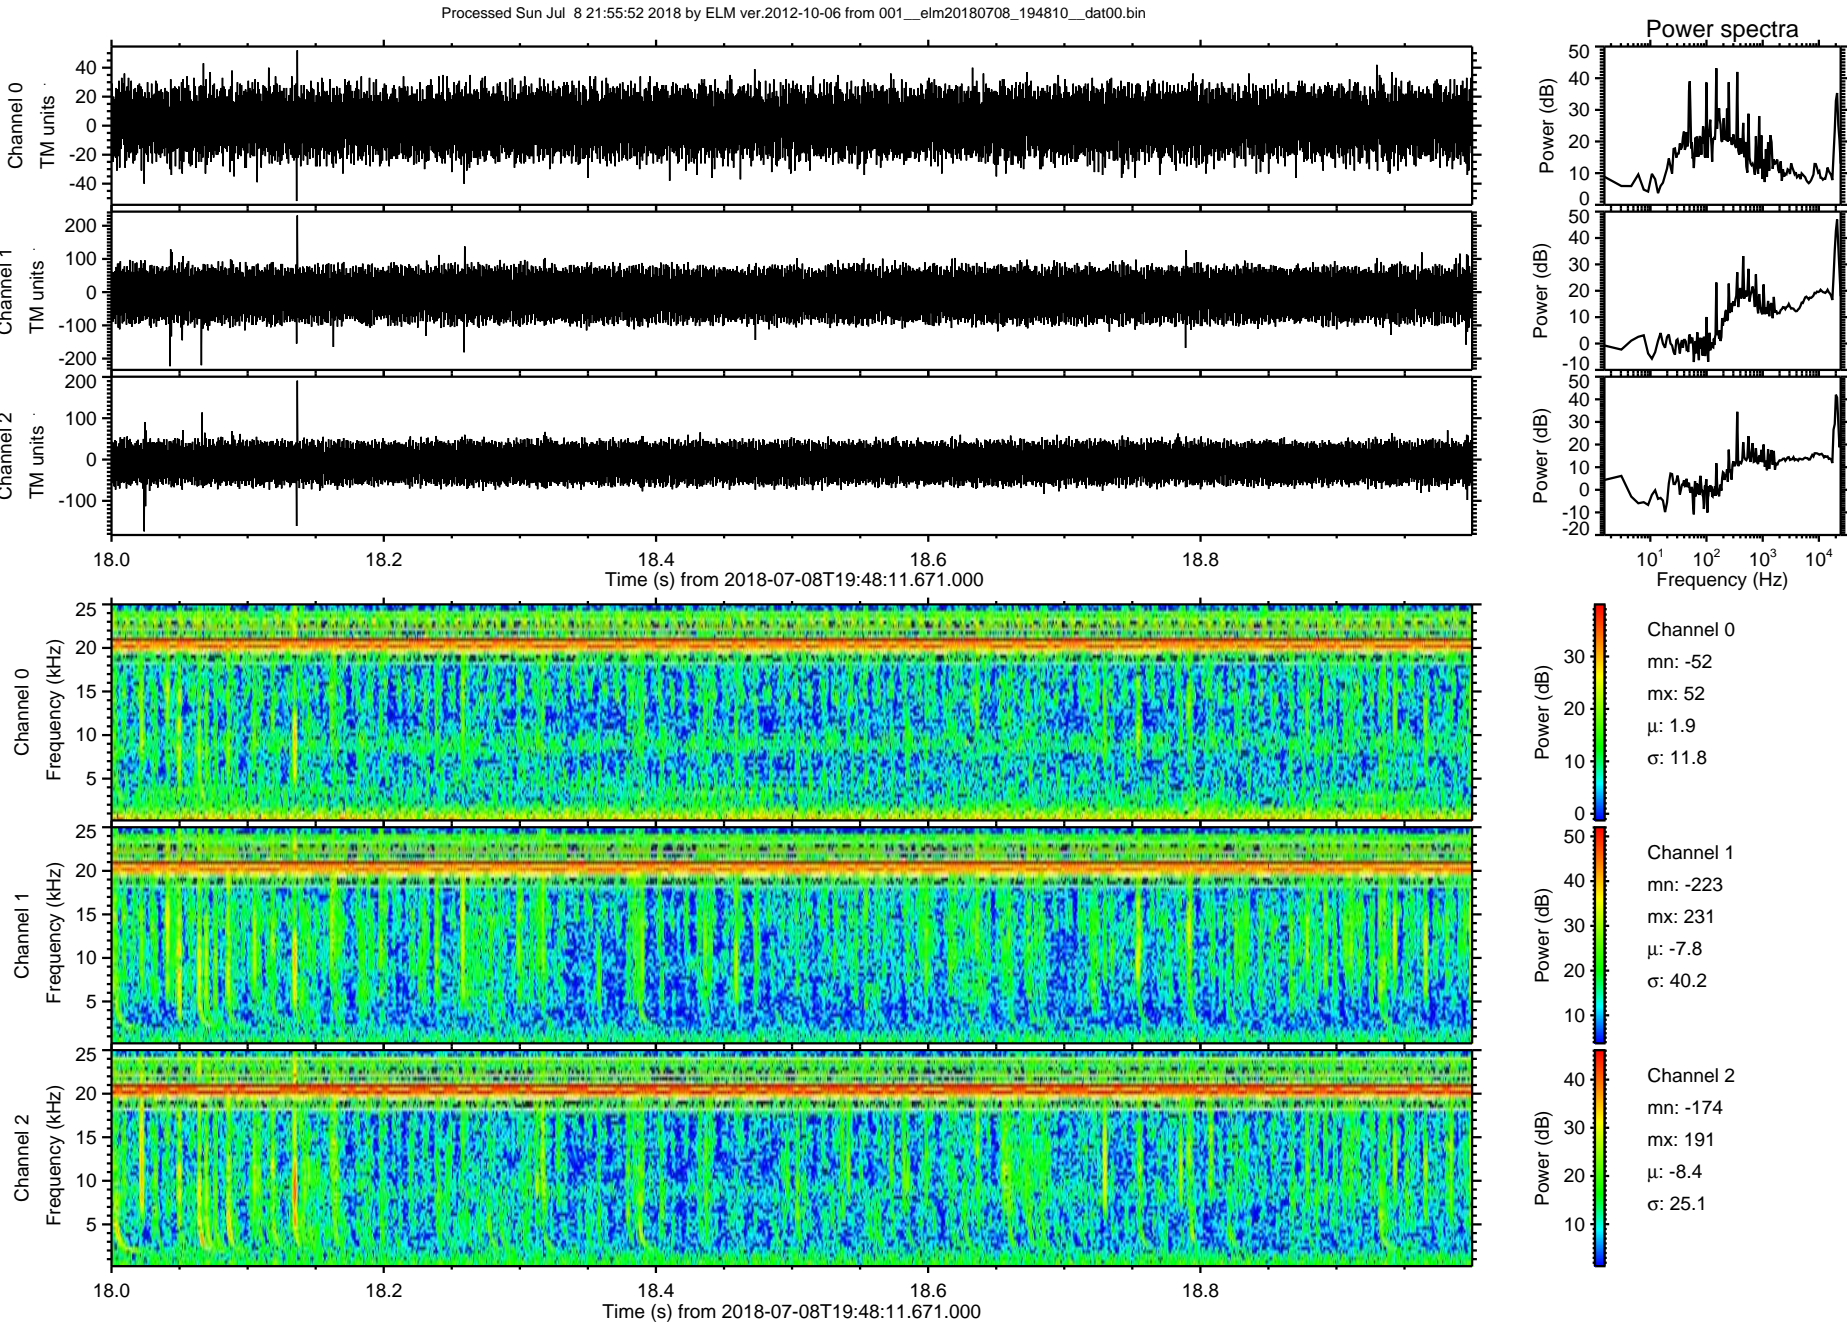 Processed Sun Jul 8 21:55:52 2018 by ELM ver.2012-10-06 from 001__elm20180708_194810__dat00.bin
Power spectra
Channel 0
TM units
40
20
0
-20
-40
Power (dB)
50
40
30
20
10
0
Channel 1
TM units
200
100
0
-100
-200
Power (dB)
50
40
30
20
10
0
-10
Channel 2
TM units
200
100
0
-100
Power (dB)
50
40
30
20
10
0
-10
-20
18.0 18.2 18.4 18.6 18.8
Time (s) from 2018-07-08T19:48:11.671.000
10¹ 10² 10³ 10⁴
Frequency (Hz)
Channel 0
Frequency (kHz)
25
20
15
10
5
Power (dB)
30
20
10
0
Channel 0
mn: -52
mx: 52
μ: 1.9
σ: 11.8
Channel 1
Frequency (kHz)
25
20
15
10
5
Power (dB)
50
40
30
20
10
Channel 1
mn: -223
mx: 231
μ: -7.8
σ: 40.2
Channel 2
Frequency (kHz)
25
20
15
10
5
Power (dB)
40
30
20
10
Channel 2
mn: -174
mx: 191
μ: -8.4
σ: 25.1
18.0 18.2 18.4 18.6 18.8
Time (s) from 2018-07-08T19:48:11.671.000